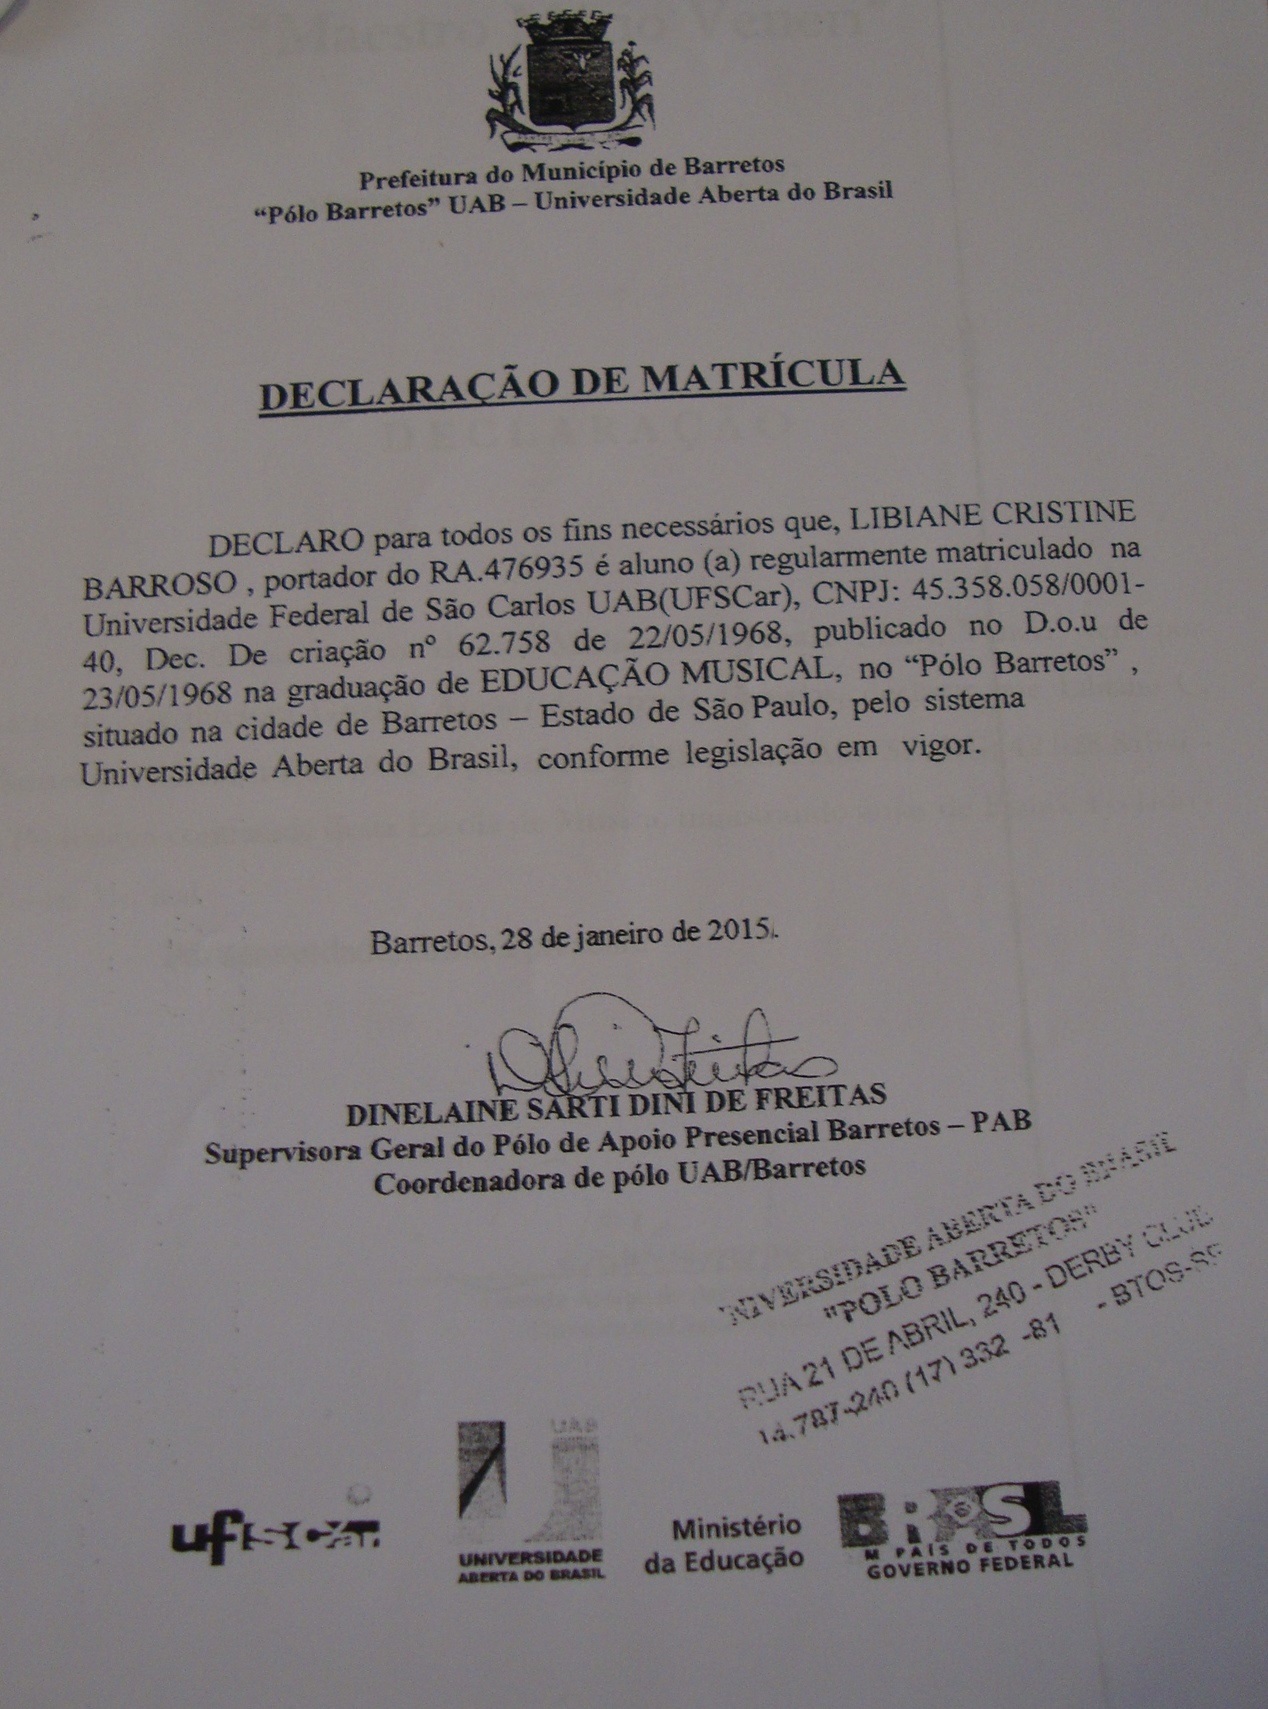 Prefeitura do Município de Barretos
“Pólo Barretos” UAB – Universidade Aberta do Brasil
DECLARAÇÃO DE MATRÍCULA
DECLARAÇÃO
DECLARO para todos os fins necessários que, LIBIANE CRISTINE
BARROSO , portador do RA.476935 é aluno (a) regularmente matriculado na
Universidade Federal de São Carlos UAB(UFSCar), CNPJ: 45.358.058/0001-
40, Dec. De criação nº 62.758 de 22/05/1968, publicado no D.o.u de
23/05/1968 na graduação de EDUCAÇÃO MUSICAL, no “Pólo Barretos” ,
situado na cidade de Barretos – Estado de São Paulo, pelo sistema
Universidade Aberta do Brasil, conforme legislação em vigor.
Barretos, 28 de janeiro de 2015.
DINELAINE SARTI DINI DE FREITAS
Supervisora Geral do Pólo de Apoio Presencial Barretos – PAB
Coordenadora de pólo UAB/Barretos
NIVERSIDADE ABERTA DO BRASIL
"POLO BARRETOS"
RUA 21 DE ABRIL, 240 - DERBY CLUB
14.787-240 (17) 332 -81 - BTOS-SP
ufscar
UAB
UNIVERSIDADE
ABERTA DO BRASIL
Ministério
da Educação
BRASIL
M PAÍS DE TODOS
GOVERNO FEDERAL